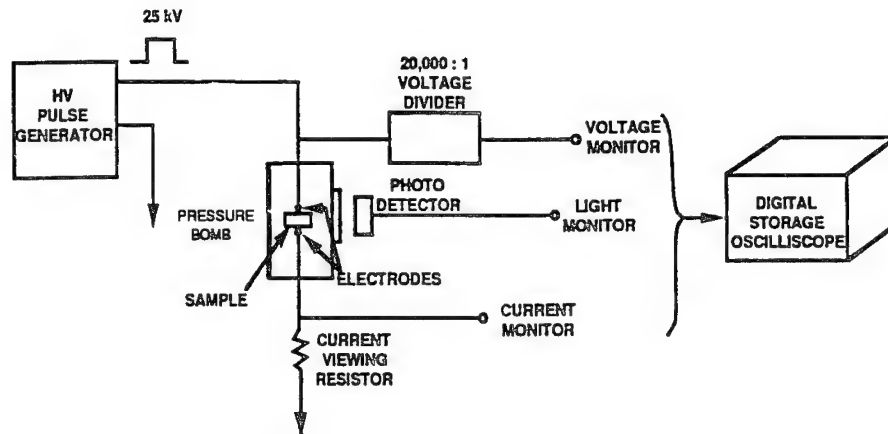 25 kV
HV
PULSE
GENERATOR
20,000 : 1
VOLTAGE
DIVIDER
VOLTAGE
MONITOR
PHOTO
DETECTOR
LIGHT
MONITOR
DIGITAL
STORAGE
OSCILLISCOPE
PRESSURE
BOMB
ELECTRODES
SAMPLE
CURRENT
MONITOR
CURRENT
VIEWING
RESISTOR